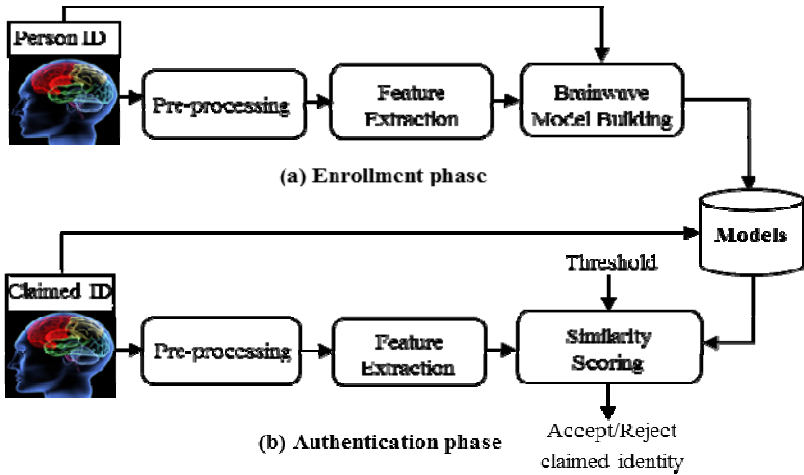 Person ID
Pre-processing
Feature
Extraction
Brainwave
Model Building
(a) Enrollment phase
Models
Threshold
Claimed ID
Pre-processing
Feature
Extraction
Similarity
Scoring
(b) Authentication phase
Accept/Reject
claimed identity